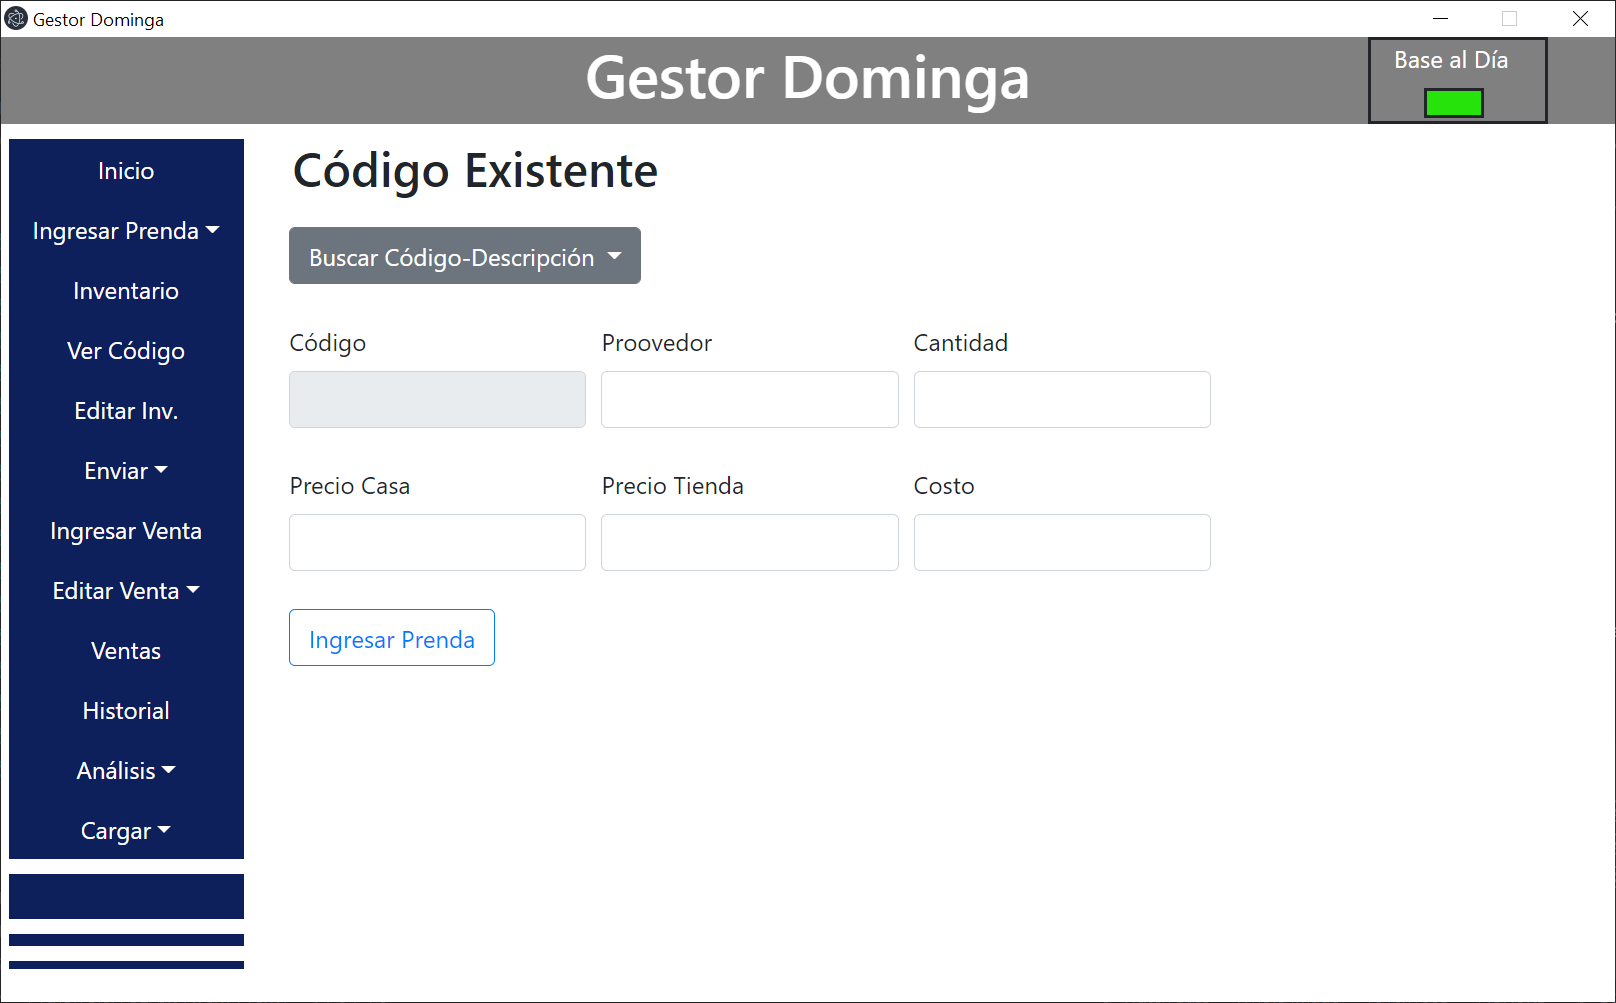 Gestor Dominga
Gestor Dominga
Base al Día
Inicio
Ingresar Prenda
Inventario
Ver Código
Editar Inv.
Enviar
Ingresar Venta
Editar Venta
Ventas
Historial
Análisis
Cargar
Código Existente
Buscar Código-Descripción
Código Proovedor Cantidad
Precio Casa Precio Tienda Costo
Ingresar Prenda